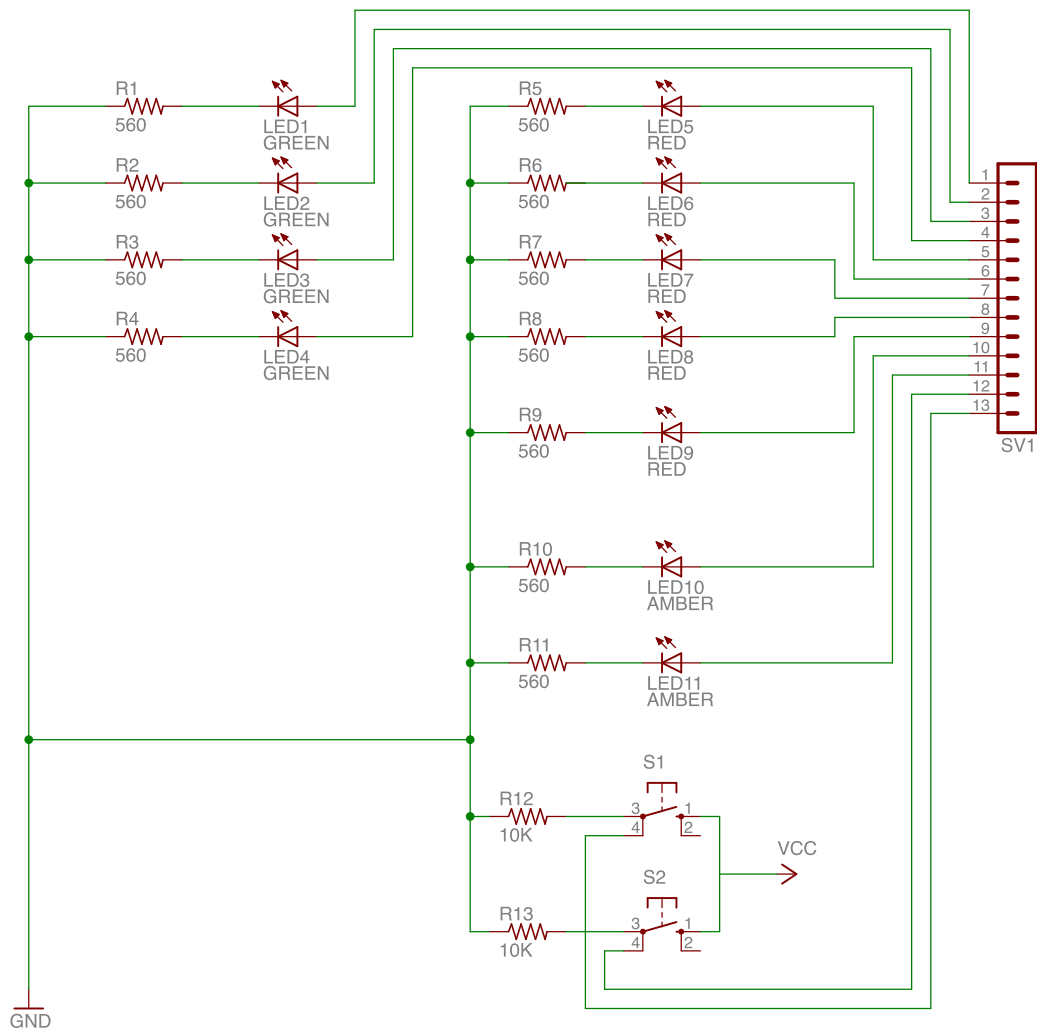 R1
560
LED1
GREEN
R2
560
LED2
GREEN
R3
560
LED3
GREEN
R4
560
LED4
GREEN
R5
560
LED5
RED
R6
560
LED6
RED
R7
560
LED7
RED
R8
560
LED8
RED
R9
560
LED9
RED
R10
560
LED10
AMBER
R11
560
LED11
AMBER
1
2
3
4
5
6
7
8
9
10
11
12
13
SV1
S1
R12
10K
3
4
1
2
VCC
S2
R13
10K
3
4
1
2
GND